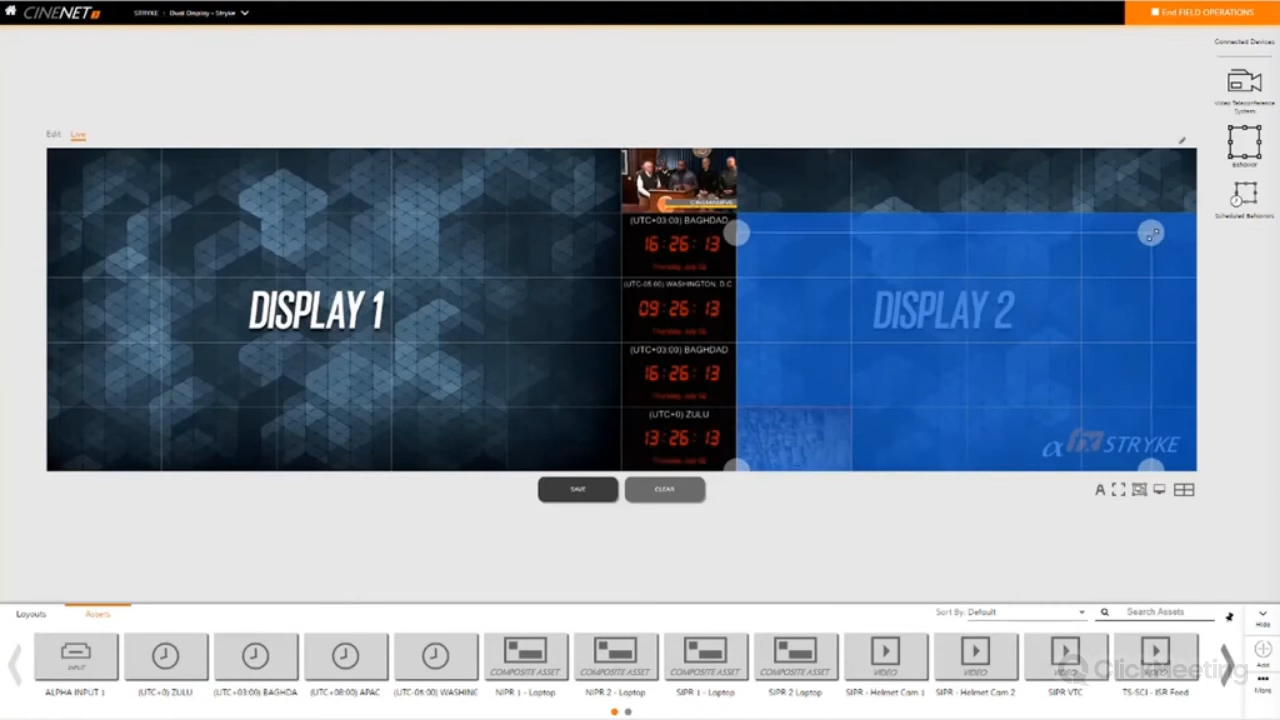 CINENET
STRYKE
Dual Display - Stryke
End FIELD OPERATIONS
Connected Devices
Video Teleconference
System
Behavior
Scheduled Behaviors
Edit
Live
DISPLAY 1
(UTC+03:00) BAGHDAD
16:26:13
(UTC-05:00) WASHINGTON, D.C
09:26:13
(UTC+03:00) BAGHDAD
16:26:13
(UTC+0) ZULU
13:26:13
DISPLAY 2
STRYKE
SAVE
CLEAR
A
Layouts
Assets
Sort By: Default
Search Assets
Hide
Add
More
INPUT
COMPOSITE ASSET
COMPOSITE ASSET
COMPOSITE ASSET
COMPOSITE ASSET
VIDEO
VIDEO
VIDEO
VIDEO
ALPHA INPUT 1
(UTC+0) ZULU
(UTC+03:00) BAGHDA
(UTC+08:00) APAC
(UTC-05:00) WASHINE
NIPR 1 - Laptop
NIPR 2 - Laptop
SIPR 1 - Laptop
SIPR 2 Laptop
SIPR - Helmet Cam 1
SIPR - Helmet Cam 2
SIPR VTC
TS-SCI - ISR Feed
ClickMeeting